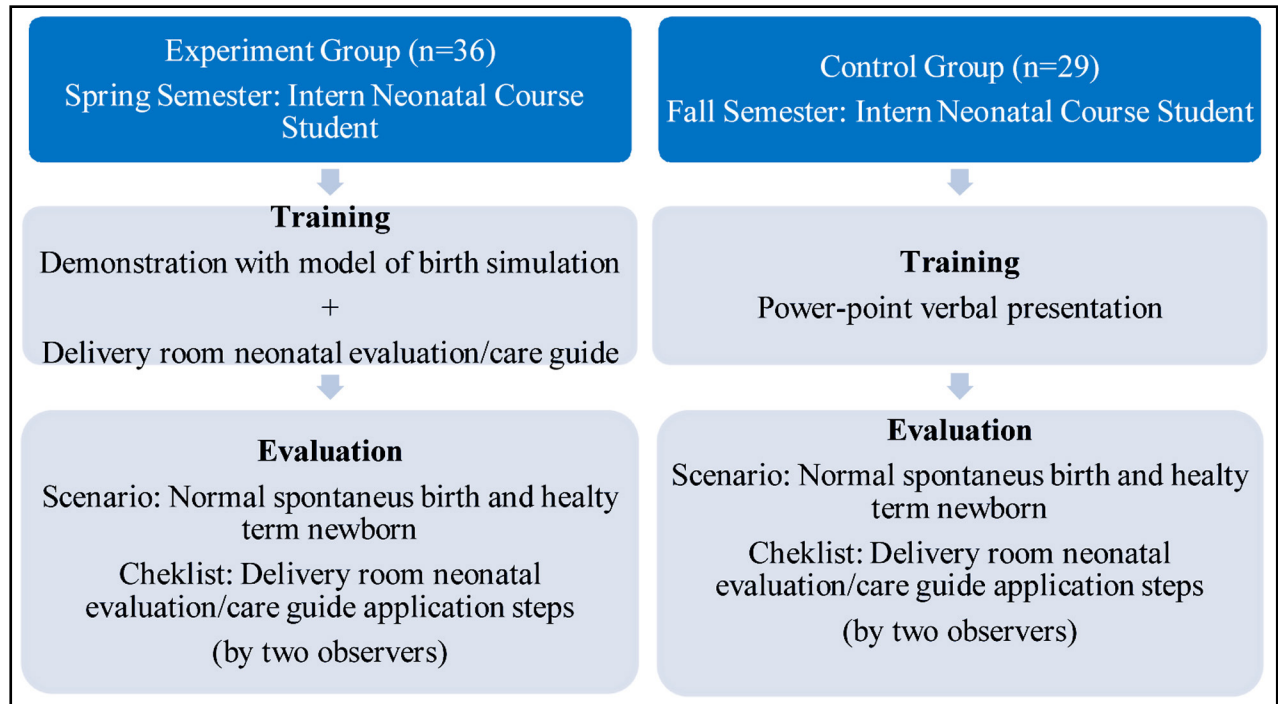 Experiment Group (n=36)
Spring Semester: Intern Neonatal Course
Student
Training
Demonstration with model of birth simulation
+
Delivery room neonatal evaluation/care guide
Evaluation
Scenario: Normal spontaneus birth and healty
term newborn
Cheklist: Delivery room neonatal
evaluation/care guide application steps
(by two observers)
Control Group (n=29)
Fall Semester: Intern Neonatal Course Student
Training
Power-point verbal presentation
Evaluation
Scenario: Normal spontaneus birth and healty
term newborn
Cheklist: Delivery room neonatal
evaluation/care guide application steps
(by two observers)